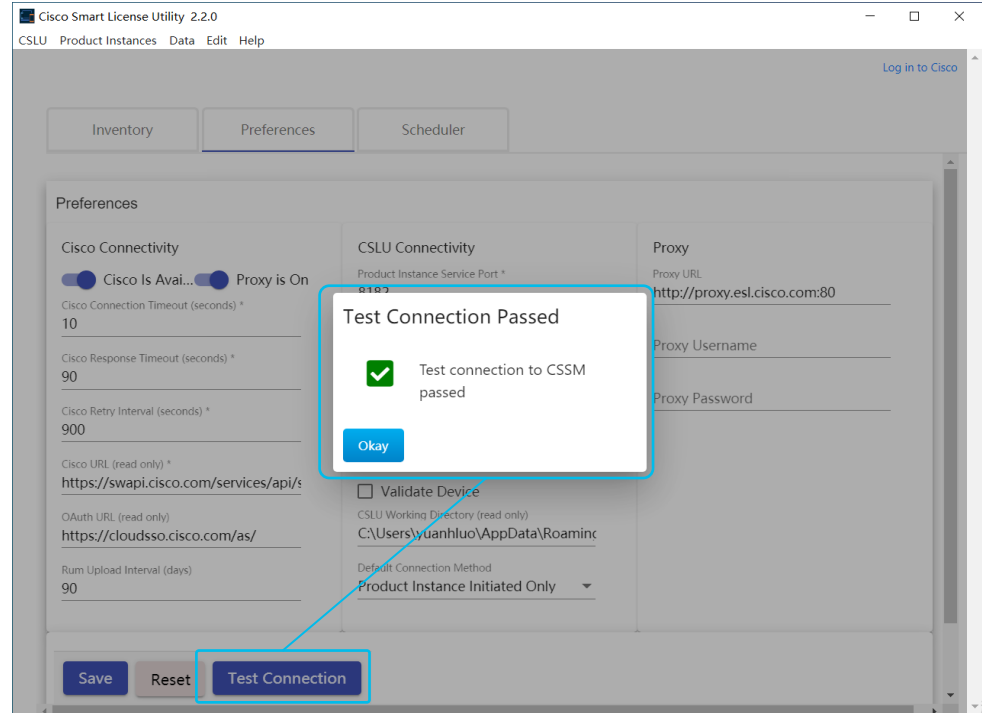 Cisco Smart License Utility 2.2.0
CSLU Product Instances Data Edit Help
Log in to Cisco
Inventory Preferences Scheduler
Preferences
Cisco Connectivity
Cisco Is Avai... Proxy is On
Cisco Connection Timeout (seconds) *
10
Cisco Response Timeout (seconds) *
90
Cisco Retry Interval (seconds) *
900
Cisco URL (read only) *
https://swapi.cisco.com/services/api/s
OAuth URL (read only)
https://cloudsso.cisco.com/as/
Rum Upload Interval (days)
90
CSLU Connectivity
Product Instance Service Port *
8182
Test Connection Passed
Test connection to CSSM
passed
Okay
Validate Device
CSLU Working Directory (read only)
C:\Users\yuanhluo\AppData\Roaming
Default Connection Method
Product Instance Initiated Only
Proxy
Proxy URL
http://proxy.esl.cisco.com:80
Proxy Username
Proxy Password
Save Reset Test Connection